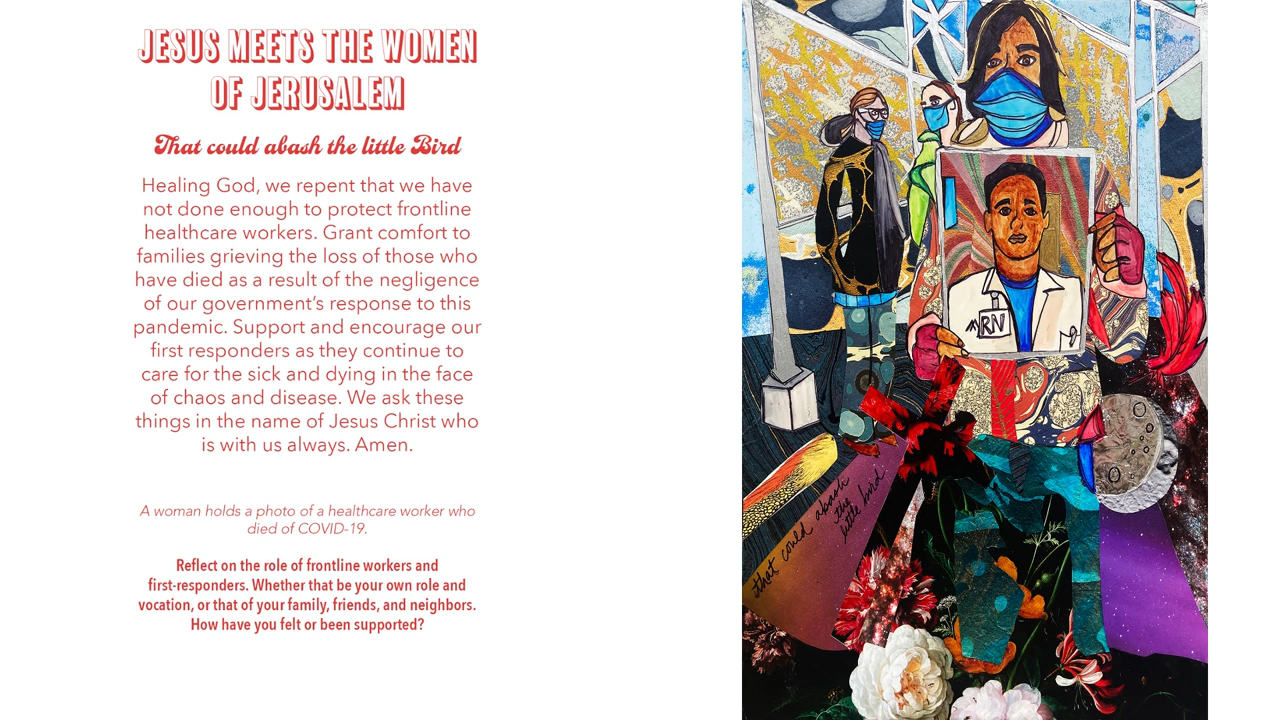 JESUS MEETS THE WOMEN
OF JERUSALEM
That could abash the little Bird
Healing God, we repent that we have
not done enough to protect frontline
healthcare workers. Grant comfort to
families grieving the loss of those who
have died as a result of the negligence
of our government’s response to this
pandemic. Support and encourage our
first responders as they continue to
care for the sick and dying in the face
of chaos and disease. We ask these
things in the name of Jesus Christ who
is with us always. Amen.
A woman holds a photo of a healthcare worker who
died of COVID-19.
Reflect on the role of frontline workers and
first-responders. Whether that be your own role and
vocation, or that of your family, friends, and neighbors.
How have you felt or been supported?
RN
that could abash
the
little bird